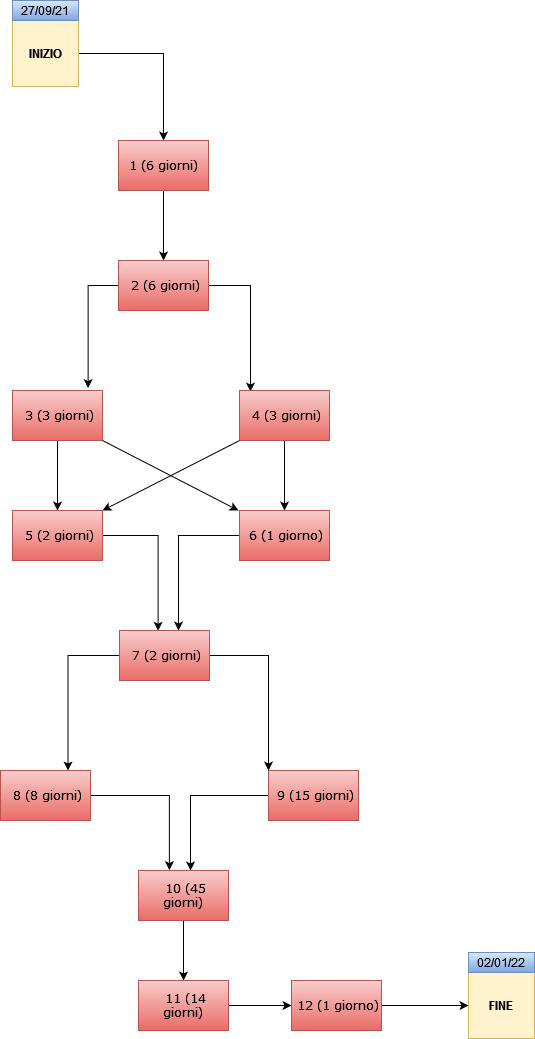 27/09/21
INIZIO
1 (6 giorni)
2 (6 giorni)
3 (3 giorni)
4 (3 giorni)
5 (2 giorni)
6 (1 giorno)
7 (2 giorni)
8 (8 giorni)
9 (15 giorni)
10 (45
giorni)
11 (14
giorni)
12 (1 giorno)
02/01/22
FINE